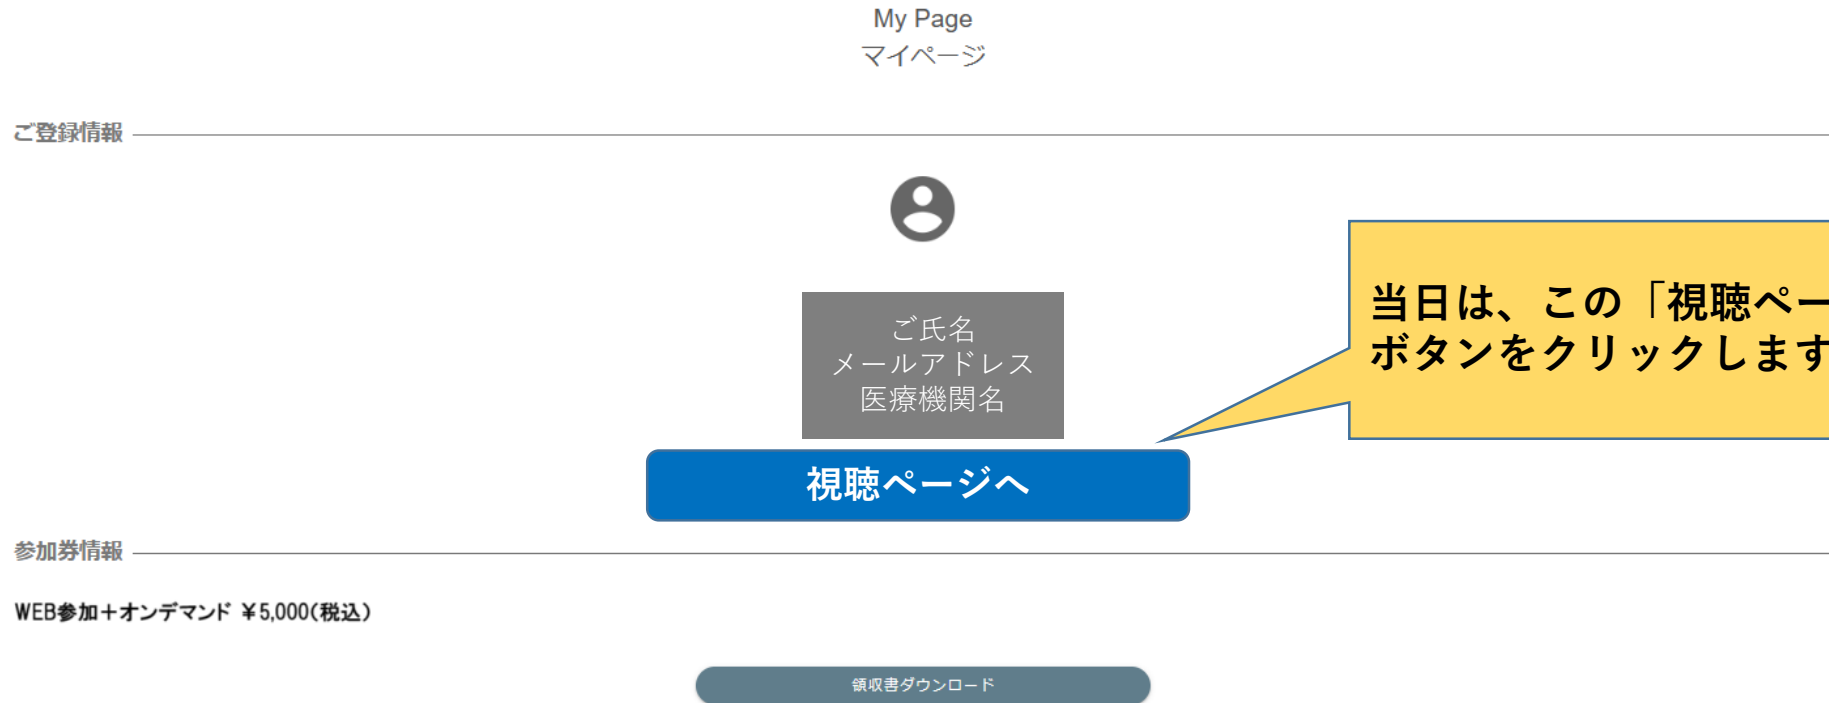 My Page
マイページ
ご登録情報
ご氏名
メールアドレス
医療機関名
当日は、この「視聴ペー
ボタンをクリックします
視聴ページへ
参加券情報
WEB参加＋オンデマンド ￥5,000(税込)
領収書ダウンロード